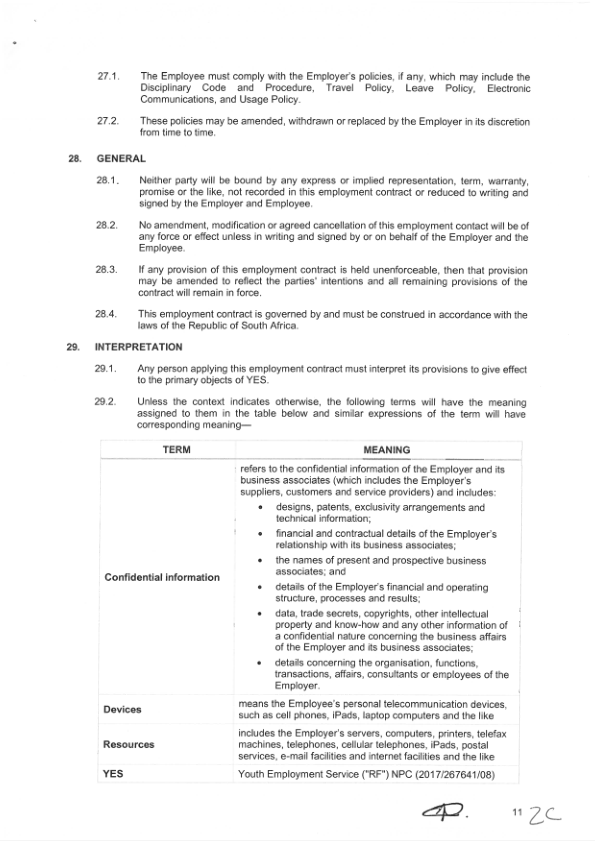 27.1. The Employee must comply with the Employer's policies, if any, which may include the
Disciplinary Code and Procedure, Travel Policy, Leave Policy, Electronic
Communications, and Usage Policy.
27.2. These policies may be amended, withdrawn or replaced by the Employer in its discretion
from time to time.
28. GENERAL
28.1. Neither party will be bound by any express or implied representation, term, warranty,
promise or the like, not recorded in this employment contract or reduced to writing and
signed by the Employer and Employee.
28.2. No amendment, modification or agreed cancellation of this employment contact will be of
any force or effect unless in writing and signed by or on behalf of the Employer and the
Employee.
28.3. If any provision of this employment contract is held unenforceable, then that provision
may be amended to reflect the parties' intentions and all remaining provisions of the
contract will remain in force.
28.4. This employment contract is governed by and must be construed in accordance with the
laws of the Republic of South Africa.
29. INTERPRETATION
29.1. Any person applying this employment contract must interpret its provisions to give effect
to the primary objects of YES.
29.2. Unless the context indicates otherwise, the following terms will have the meaning
assigned to them in the table below and similar expressions of the term will have
corresponding meaning—
TERM MEANING
refers to the confidential information of the Employer and its
business associates (which includes the Employer's
suppliers, customers and service providers) and includes:
• designs, patents, exclusivity arrangements and
technical information;
• financial and contractual details of the Employer's
relationship with its business associates;
• the names of present and prospective business
associates; and
Confidential information
• details of the Employer's financial and operating
structure, processes and results;
• data, trade secrets, copyrights, other intellectual
property and know-how and any other information of
a confidential nature concerning the business affairs
of the Employer and its business associates;
• details concerning the organisation, functions,
transactions, affairs, consultants or employees of the
Employer.
Devices
means the Employee's personal telecommunication devices,
such as cell phones, iPads, laptop computers and the like
Resources
includes the Employer's servers, computers, printers, telefax
machines, telephones, cellular telephones, iPads, postal
services, e-mail facilities and internet facilities and the like
YES Youth Employment Service ("RF") NPC (2017/267641/08)
11 ZC